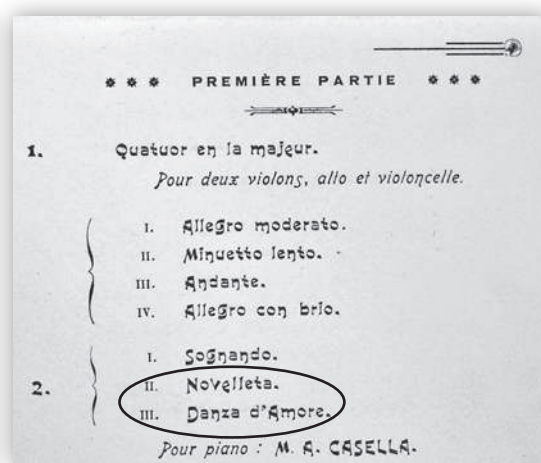 * * * PREMIÈRE PARTIE * * *
1. Quatuor en la majeur.
Pour deux violons, alto et violoncelle.
I. Allegro moderato.
II. Minuetto lento.
III. Andante.
IV. Allegro con brio.
I. Sognando.
2. II. Novelleta.
III. Danza d'Amore.
Pour piano : M. A. CASELLA.